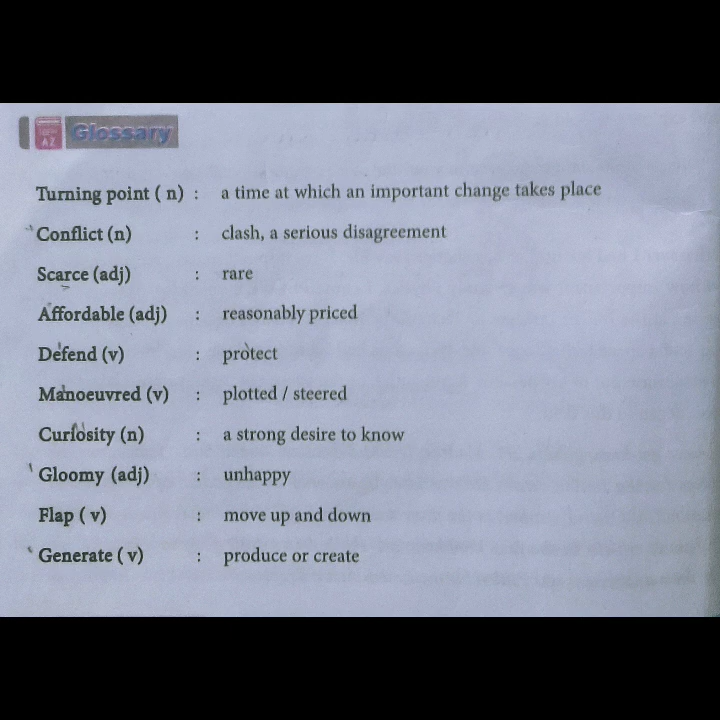 Glossary
Turning point ( n) : a time at which an important change takes place
Conflict (n) : clash, a serious disagreement
Scarce (adj) : rare
Affordable (adj) : reasonably priced
Defend (v) : protect
Manoeuvred (v) : plotted / steered
Curiosity (n) : a strong desire to know
Gloomy (adj) : unhappy
Flap ( v) : move up and down
Generate ( v) : produce or create